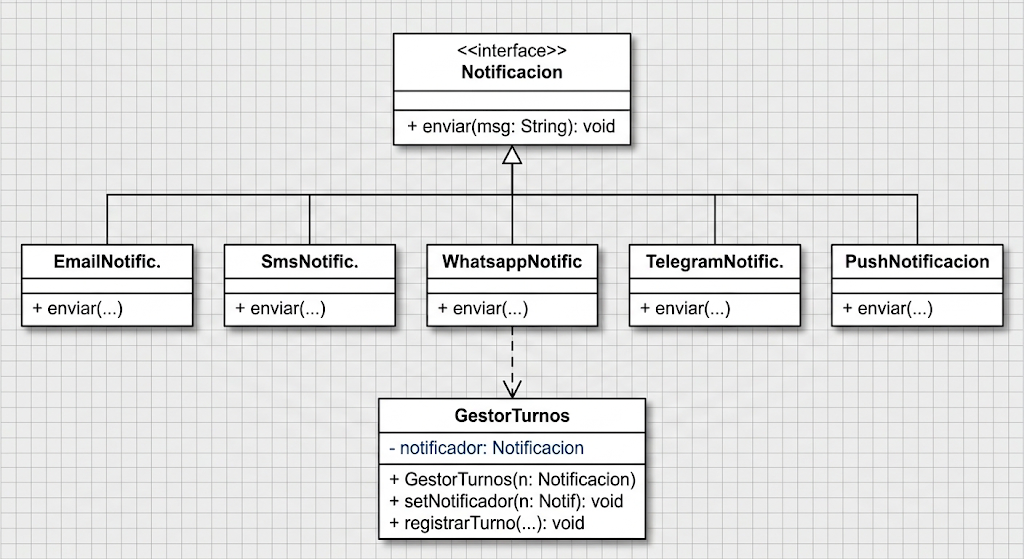 <<interface>>
Notificacion
+ enviar(msg: String): void
EmailNotific.
+ enviar(...)
SmsNotific.
+ enviar(...)
WhatsappNotific
+ enviar(...)
TelegramNotific.
+ enviar(...)
PushNotificacion
+ enviar(...)
GestorTurnos
- notificador: Notificacion
+ GestorTurnos(n: Notificacion)
+ setNotificador(n: Notif): void
+ registrarTurno(...): void